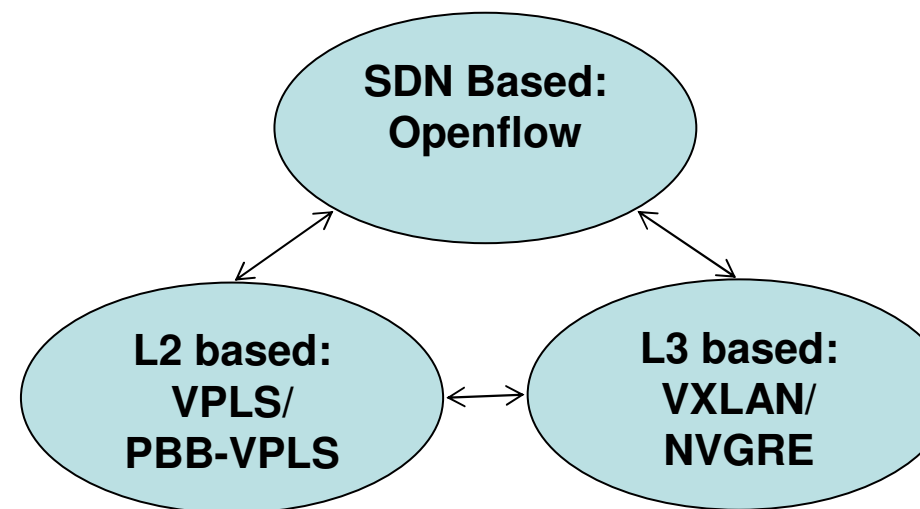 SDN Based:
Openflow
L2 based:
VPLS/
PBB-VPLS
L3 based:
VXLAN/
NVGRE